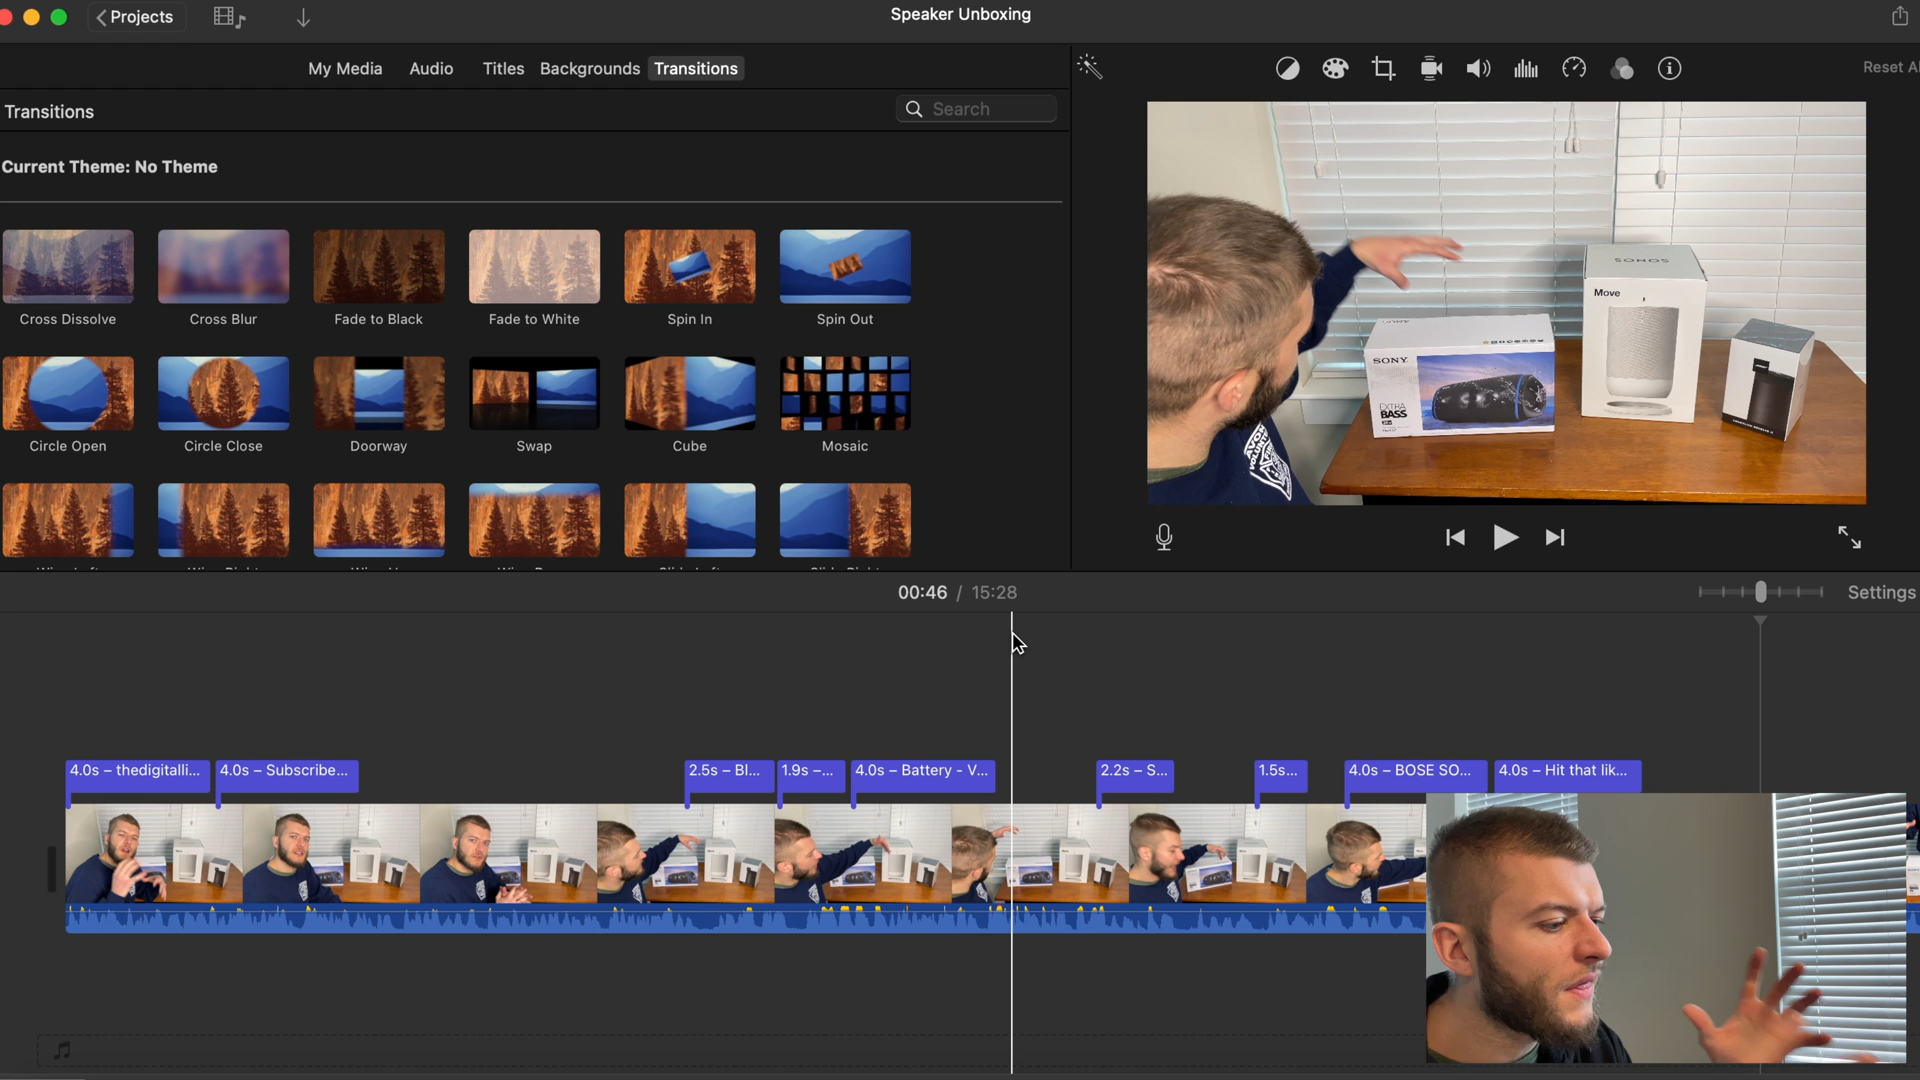 Projects
Speaker Unboxing
My Media
Audio
Titles
Backgrounds
Transitions
Reset Al
Transitions
Search
Current Theme: No Theme
Cross Dissolve
Cross Blur
Fade to Black
Fade to White
Spin In
Spin Out
Circle Open
Circle Close
Doorway
Swap
Cube
Mosaic
SONOS
Move
SONY
EXTRA
BASS
00:46 / 15:28
Settings
4.0s – thedigitalli...
4.0s – Subscribe...
2.5s – Bl...
1.9s –...
4.0s – Battery - V...
2.2s – S...
1.5s...
4.0s – BOSE SO...
4.0s – Hit that lik...